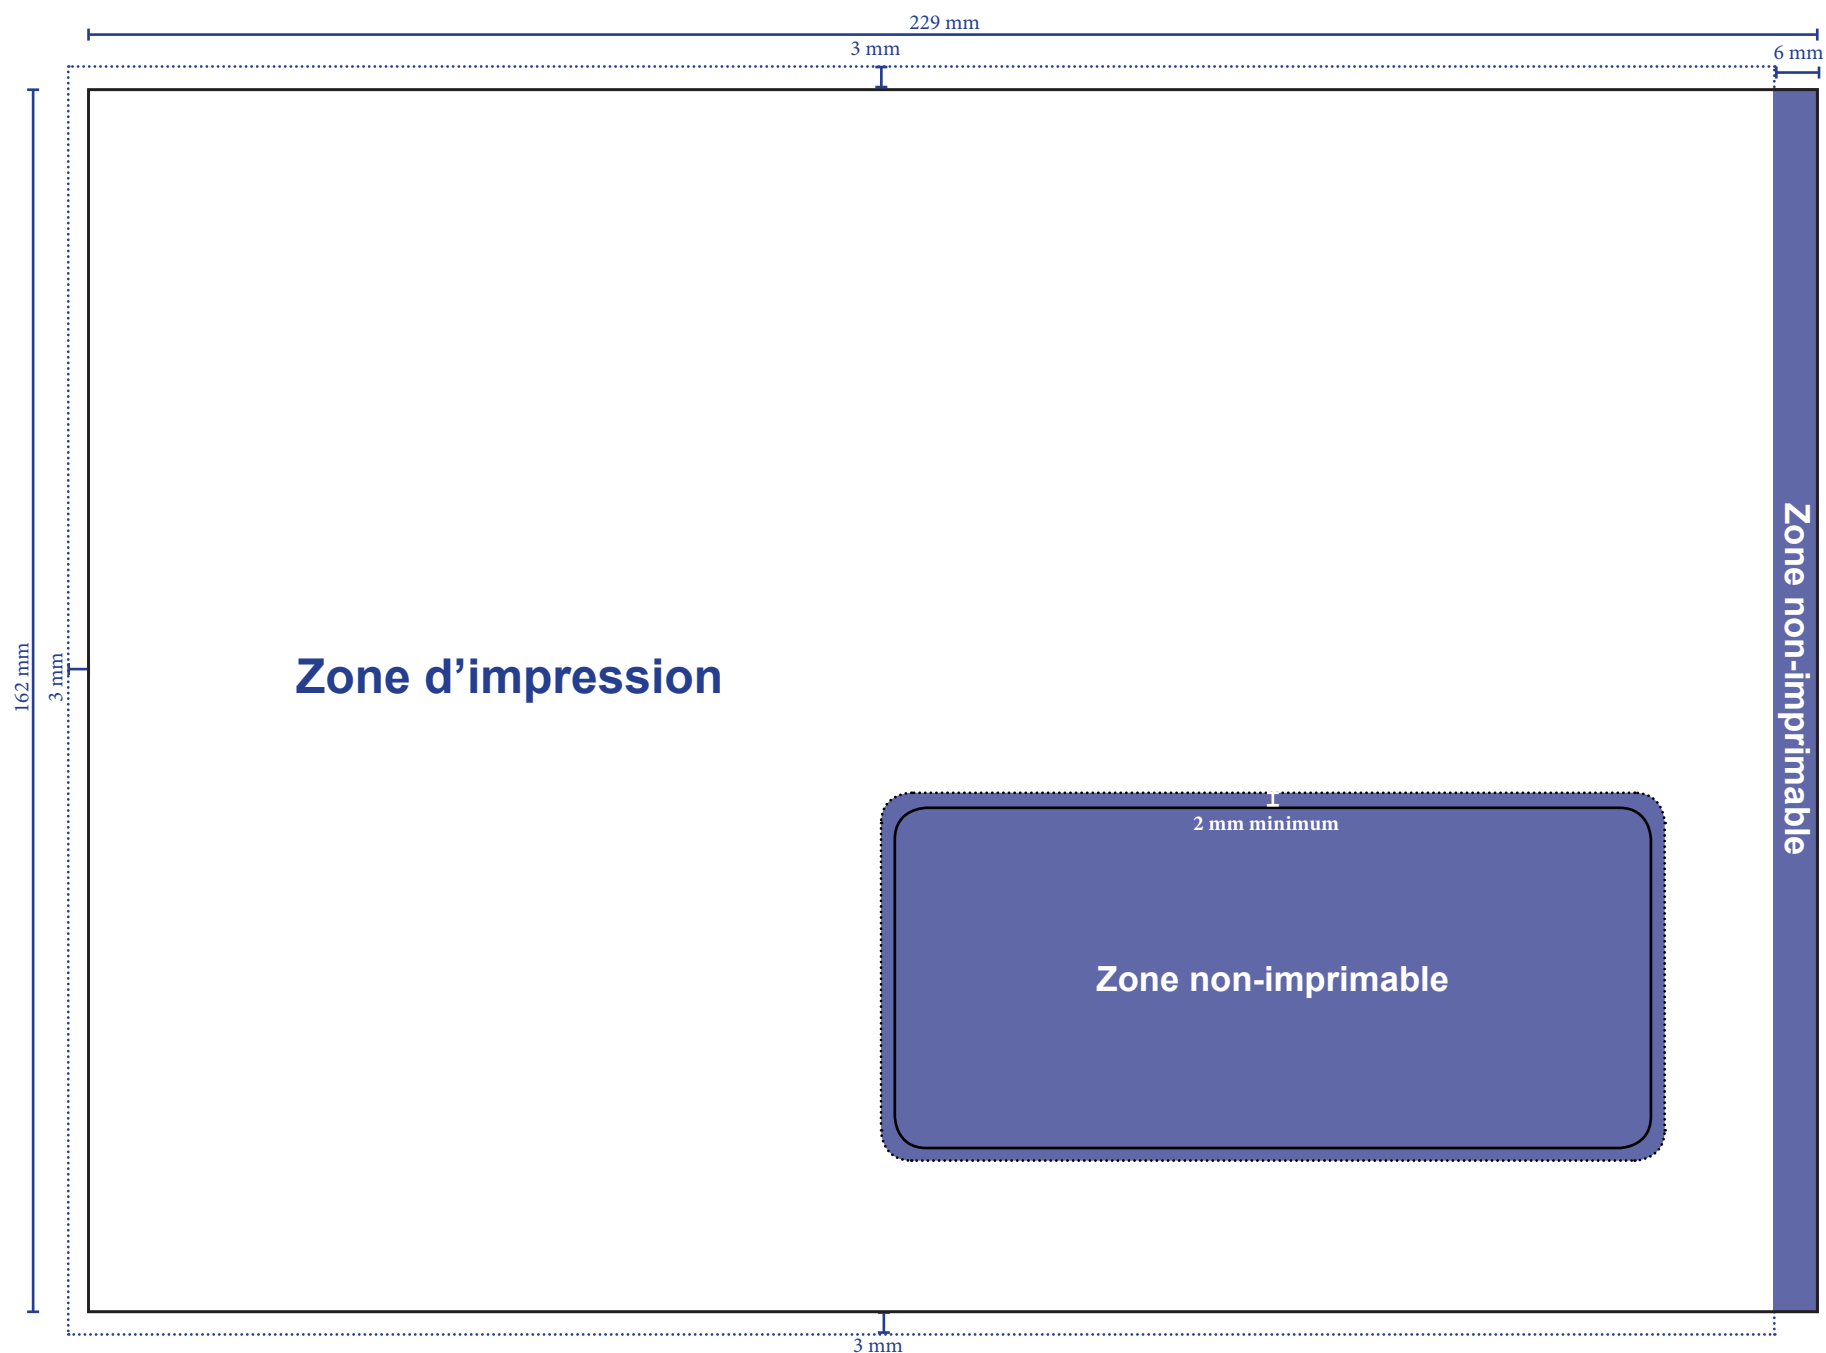 229 mm
3 mm
6 mm
162 mm
3 mm
Zone d’impression
Zone non-imprimable
2 mm minimum
Zone non-imprimable
3 mm